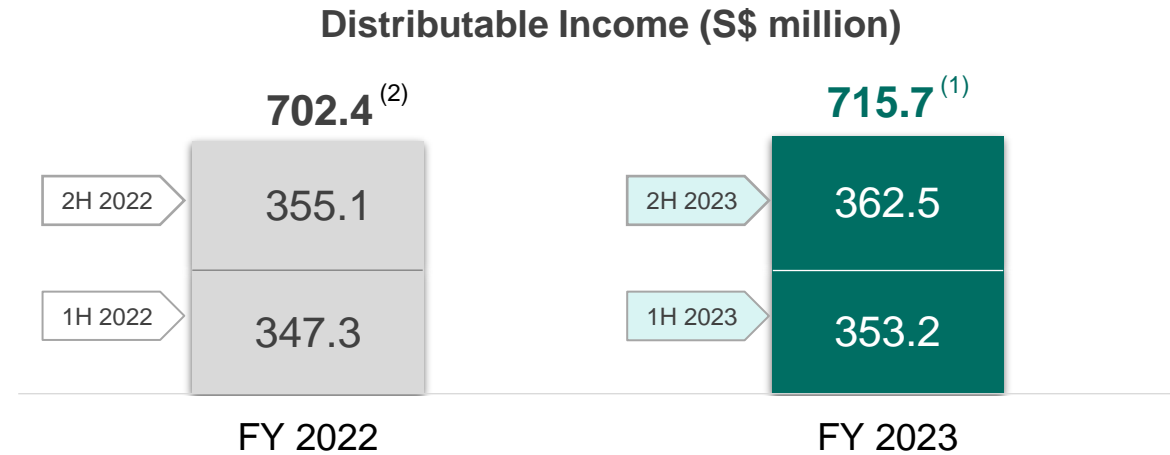 Distributable Income (S$ million)
702.4 (2)
715.7 (1)
2H 2022
355.1
2H 2023
362.5
1H 2022
347.3
1H 2023
353.2
FY 2022
FY 2023